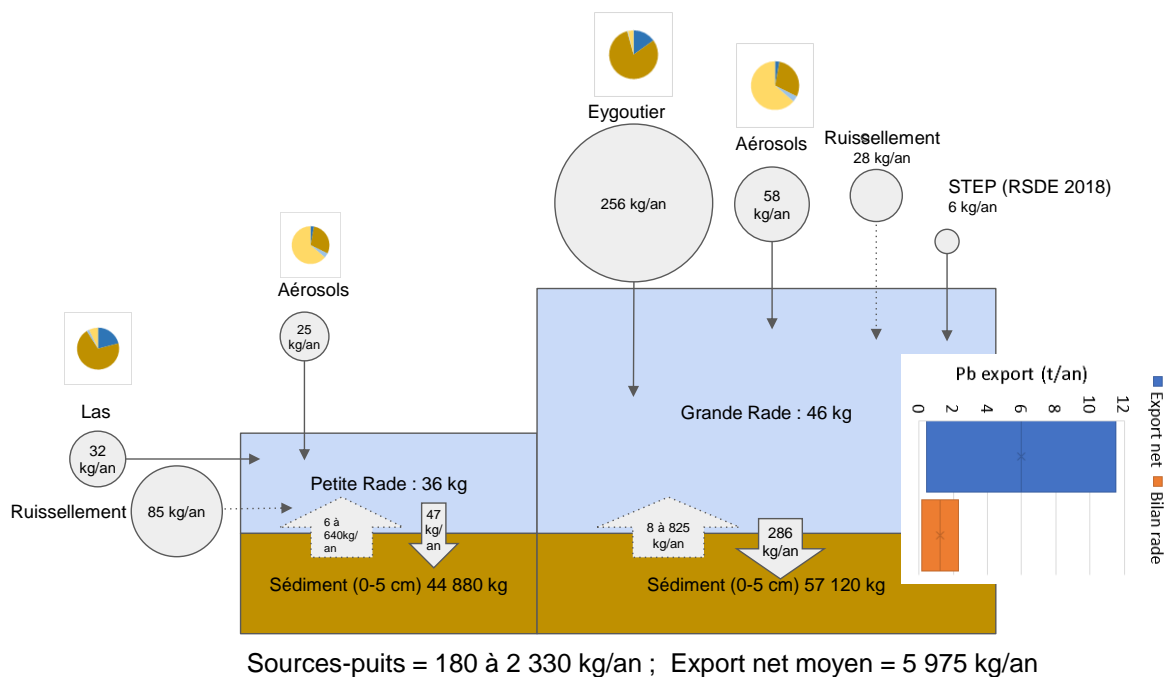 Eygoutier
Aérosols
Ruissellement
28 kg/an
STEP (RSDE 2018)
6 kg/an
256 kg/an
58
kg/an
Aérosols
25
kg/an
Las
32
kg/an
Ruissellement
85 kg/an
Petite Rade : 36 kg
Grande Rade : 46 kg
6 à
640kg/
an
47
kg/
an
8 à 825
kg/an
286
kg/an
Sédiment (0-5 cm) 44 880 kg
Sédiment (0-5 cm) 57 120 kg
Pb export (t/an)
0 2 4 6 8 10 12
Export net
Bilan rade
Sources-puits = 180 à 2 330 kg/an ; Export net moyen = 5 975 kg/an